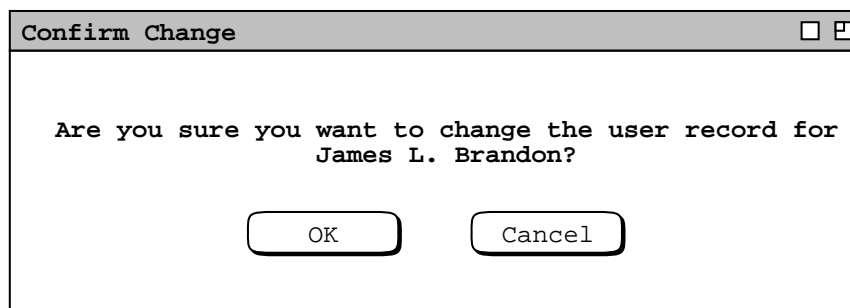 Confirm Change
Are you sure you want to change the user record for
James L. Brandon?
OK Cancel